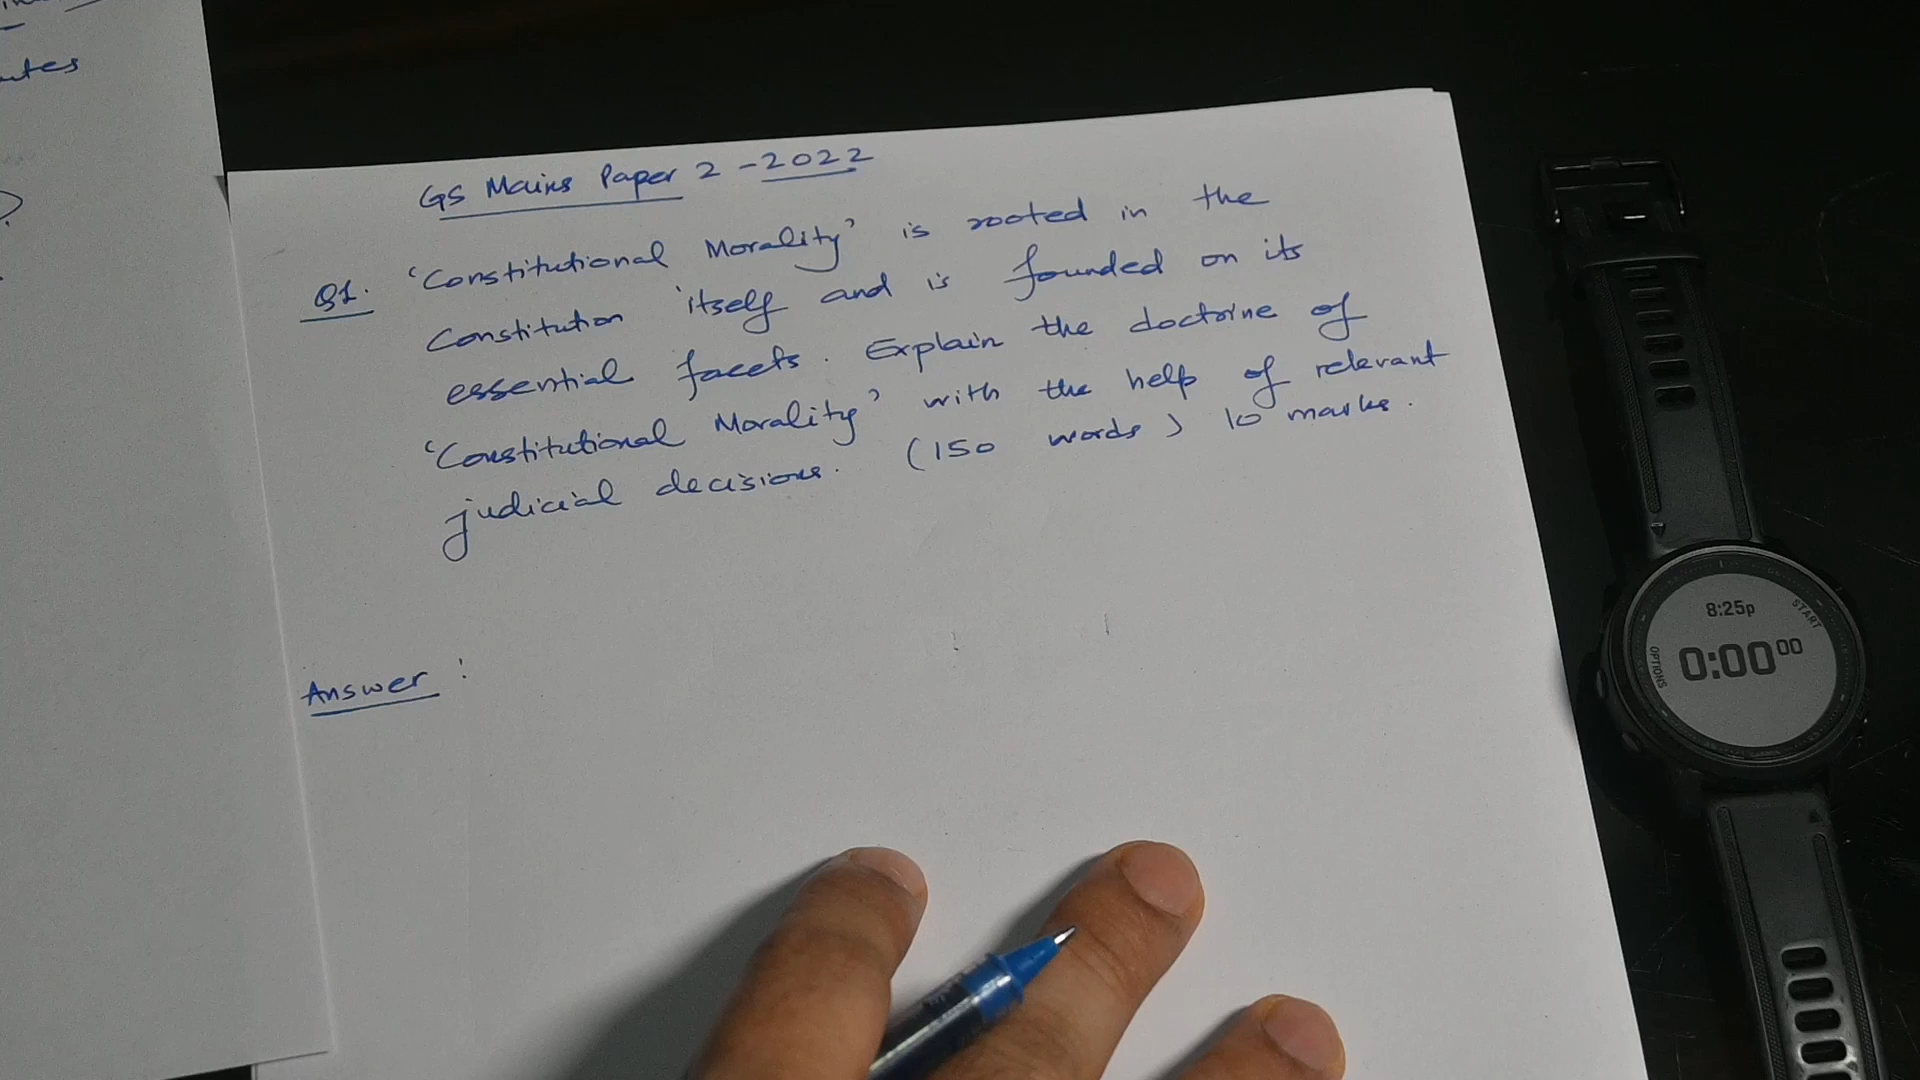 utes
?
GS Mains Paper 2 - 2022
Q1. 'Constitutional Morality' is rooted in the
Constitution itself and is founded on its
essential facets. Explain the doctrine of
'Constitutional Morality' with the help of relevant
judicial decisions. (150 words) 10 marks.
Answer :
8:25p
START
0:00 00
OPTIONS
GARMIN